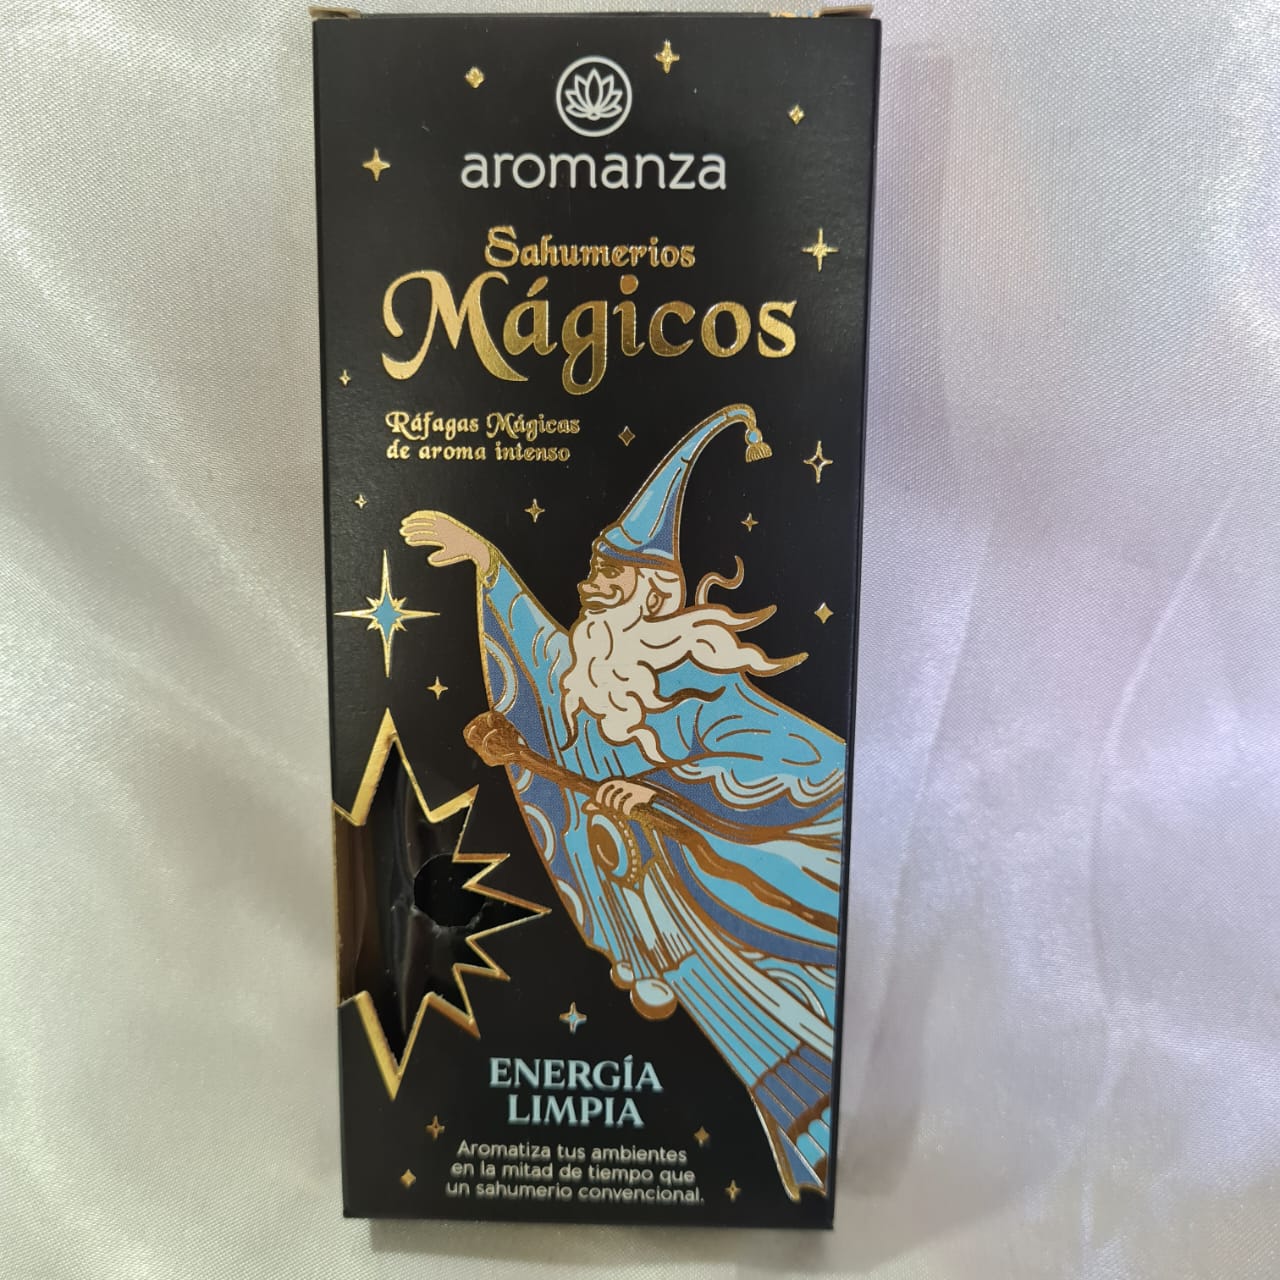 aromanza
Sahumerios
Mágicos
Ráfagas Mágicas
de aroma intenso
ENERGÍA
LIMPIA
Aromatiza tus ambientes
en la mitad de tiempo que
un sahumerio convencional.